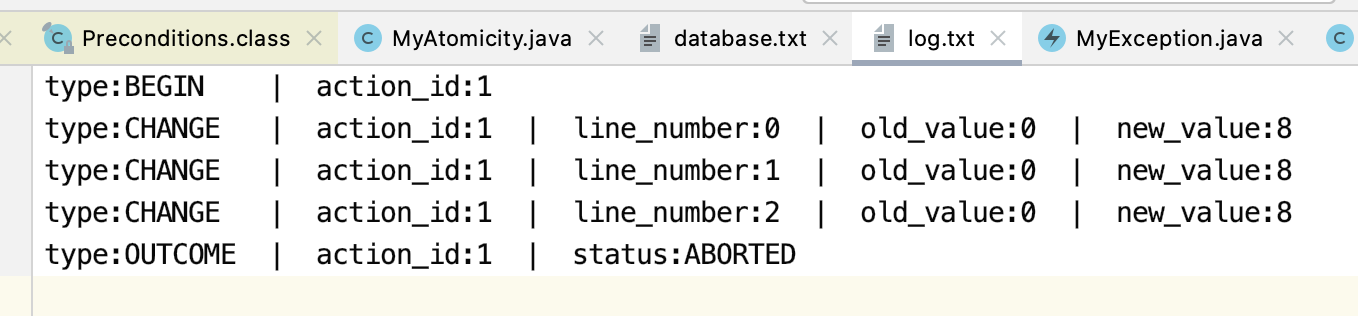 Preconditions.class MyAtomicity.java database.txt log.txt MyException.java
type:BEGIN | action_id:1
type:CHANGE | action_id:1 | line_number:0 | old_value:0 | new_value:8
type:CHANGE | action_id:1 | line_number:1 | old_value:0 | new_value:8
type:CHANGE | action_id:1 | line_number:2 | old_value:0 | new_value:8
type:OUTCOME | action_id:1 | status:ABORTED